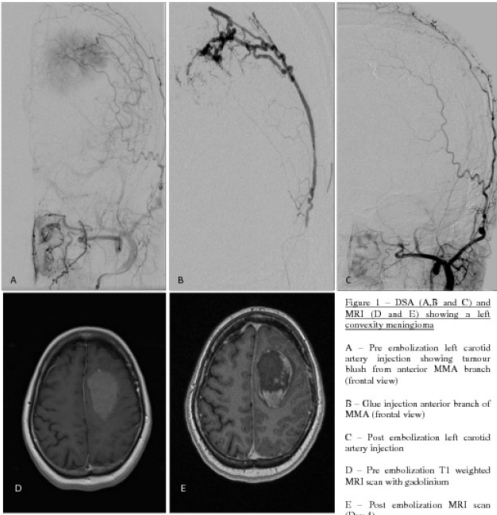 A
B
C
D
E
Figure 1 – DSA (A,B and C) and
MRI (D and E) showing a left
convexity meningioma
A – Pre embolization left carotid
artery injection showing tumour
blush from anterior MMA branch
(frontal view)
B – Glue injection anterior branch of
MMA (frontal view)
C – Post embolization left carotid
artery injection
D – Pre embolization T1 weighted
MRI scan with gadolinium
E – Post embolization MRI scan